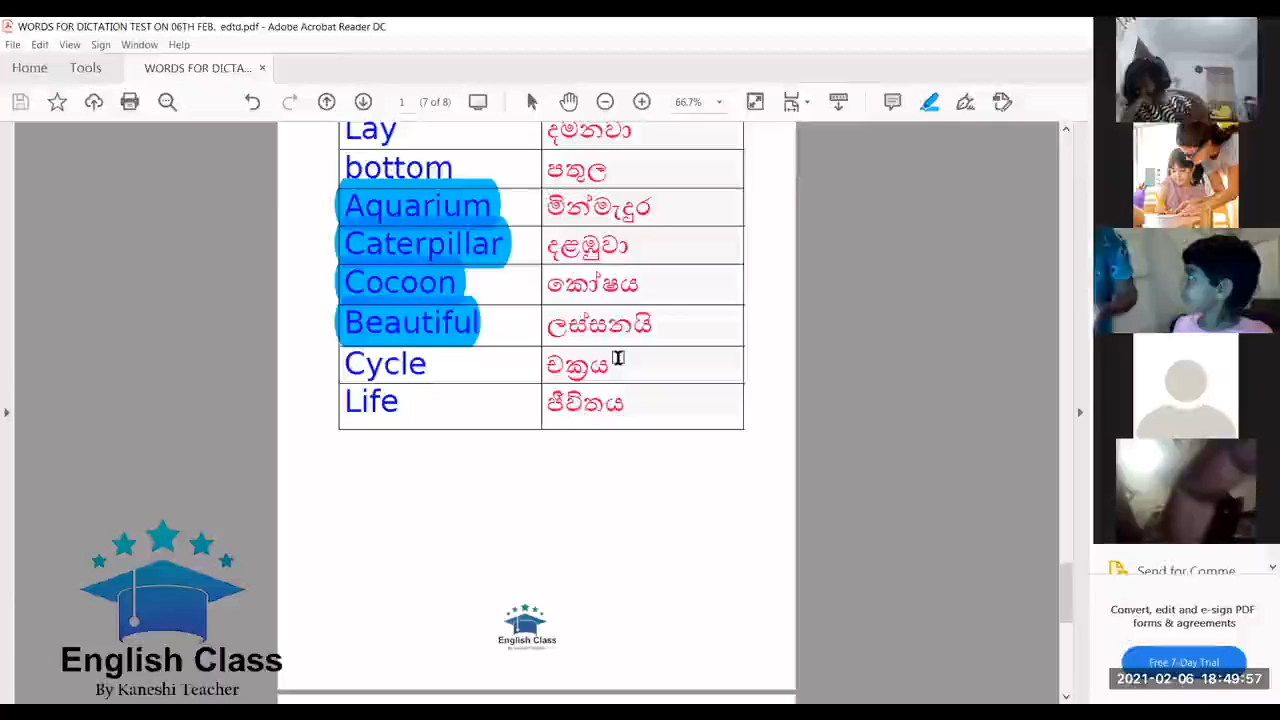 WORDS FOR DICTATION TEST ON 06TH FEB. edtd.pdf - Adobe Acrobat Reader DC
File Edit View Sign Window Help
Home Tools WORDS FOR DICTA... ×
1 (7 of 8) 66.7%
Lay දමනවා
bottom පතුල
Aquarium මින්මැදුර
Caterpillar දළඹුවා
Cocoon කෝෂය
Beautiful ලස්සනයි
Cycle චක්‍රය
Life ජීවිතය
English Class
By Kaneshi Teacher
English Class
Send for Comme
Convert, edit and e-sign PDF
forms & agreements
Free 7-Day Trial
2021-02-06 18:49:57